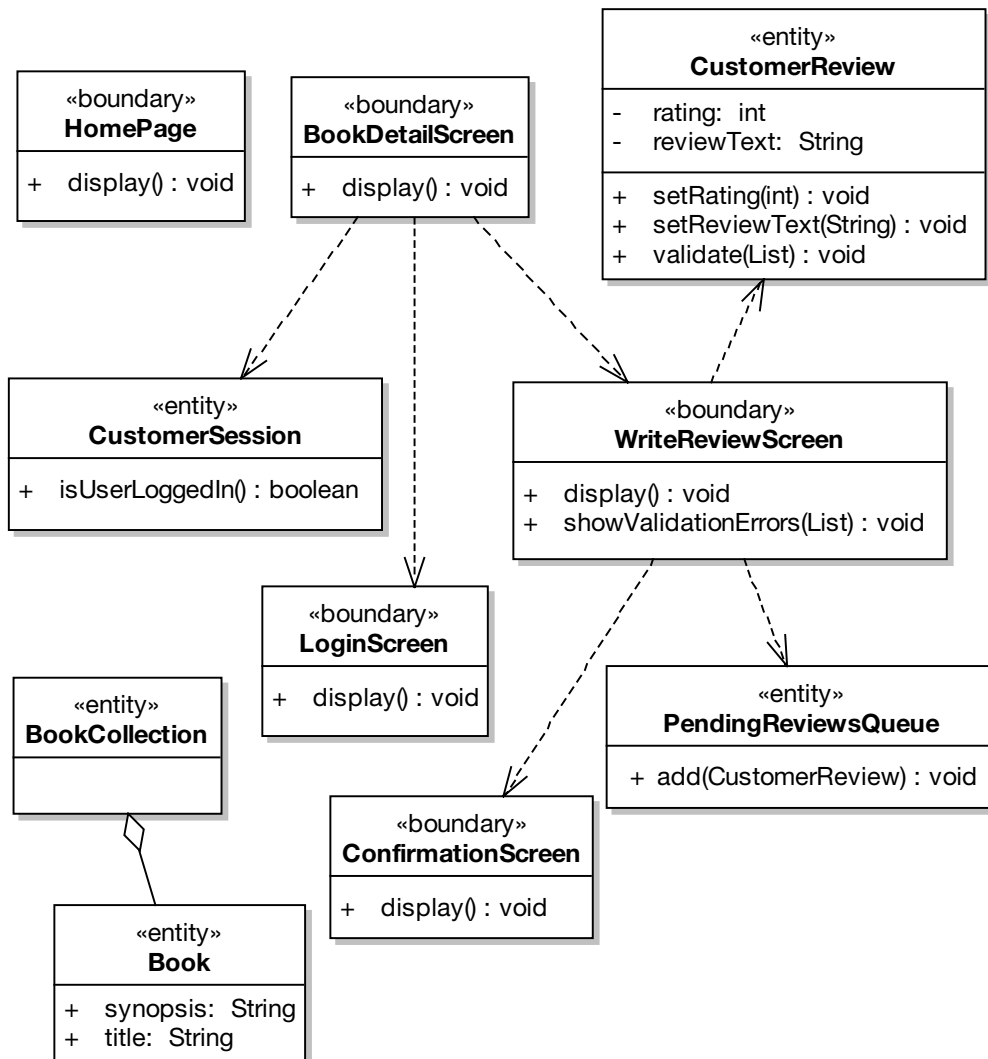 «boundary»
HomePage
+ display() : void
«boundary»
BookDetailScreen
+ display() : void
«entity»
CustomerReview
- rating: int
- reviewText: String
+ setRating(int) : void
+ setReviewText(String) : void
+ validate(List) : void
«entity»
CustomerSession
+ isUserLoggedIn() : boolean
«boundary»
WriteReviewScreen
+ display() : void
+ showValidationErrors(List) : void
«boundary»
LoginScreen
+ display() : void
«entity»
BookCollection
«entity»
PendingReviewsQueue
+ add(CustomerReview) : void
«boundary»
ConfirmationScreen
+ display() : void
«entity»
Book
+ synopsis: String
+ title: String